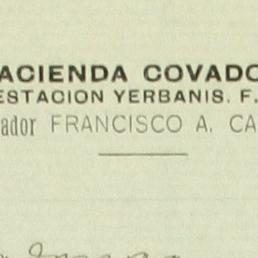 ACIENDA COVADO
ESTACION YERBANIS. F.
ador FRANCISCO A. CA